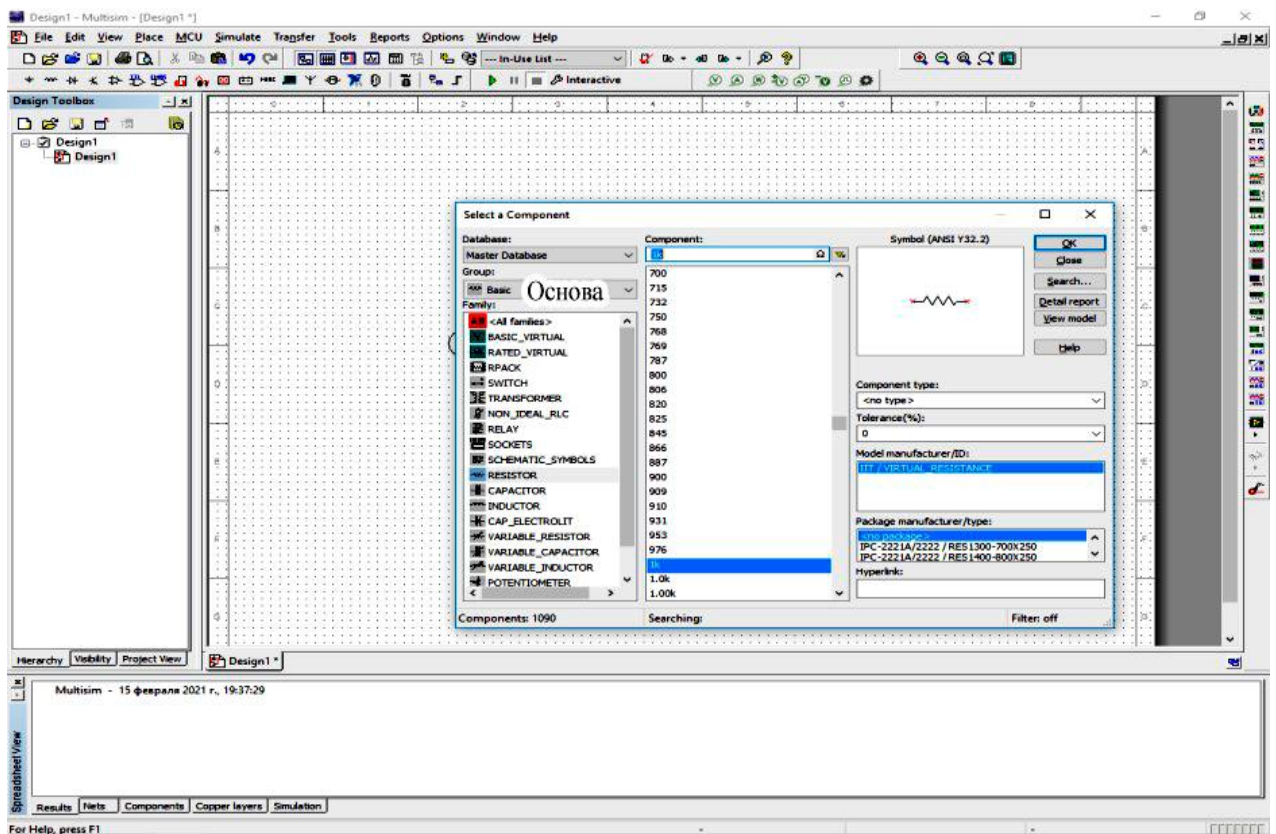 Design1 - Multisim - [Design1 *]
File Edit View Place MCU Simulate Transfer Tools Reports Options Window Help
--- In-Use List ---
Interactive
Design Toolbox
Design1
Design1
Select a Component
Database:
Master Database
Group:
Basic
Основа
Family:
<All families>
BASIC_VIRTUAL
RATED_VIRTUAL
RPACK
SWITCH
TRANSFORMER
NON_IDEAL_RLC
RELAY
SOCKETS
SCHEMATIC_SYMBOLS
RESISTOR
CAPACITOR
INDUCTOR
CAP_ELECTROLIT
VARIABLE_RESISTOR
VARIABLE_CAPACITOR
VARIABLE_INDUCTOR
POTENTIOMETER
Component:
1k Ω
700
715
732
750
768
769
787
800
806
820
825
845
866
887
900
909
910
931
953
976
1k
1.0k
1.00k
Symbol (ANSI Y32.2)
OK
Close
Search...
Detail report
View model
Help
Component type:
<no type>
Tolerance(%):
0
Model manufacturer/ID:
IIT / VIRTUAL_RESISTANCE
Package manufacturer/type:
<no package>
IPC-2221A/2222 / RES1300-700X250
IPC-2221A/2222 / RES1400-800X250
Hyperlink:
Components: 1090 Searching: Filter: off
Hierarchy Visibility Project View
Design1 *
Multisim - 15 февраля 2021 г., 19:37:29
Spreadsheet View
Results Nets Components Copper layers Simulation
For Help, press F1